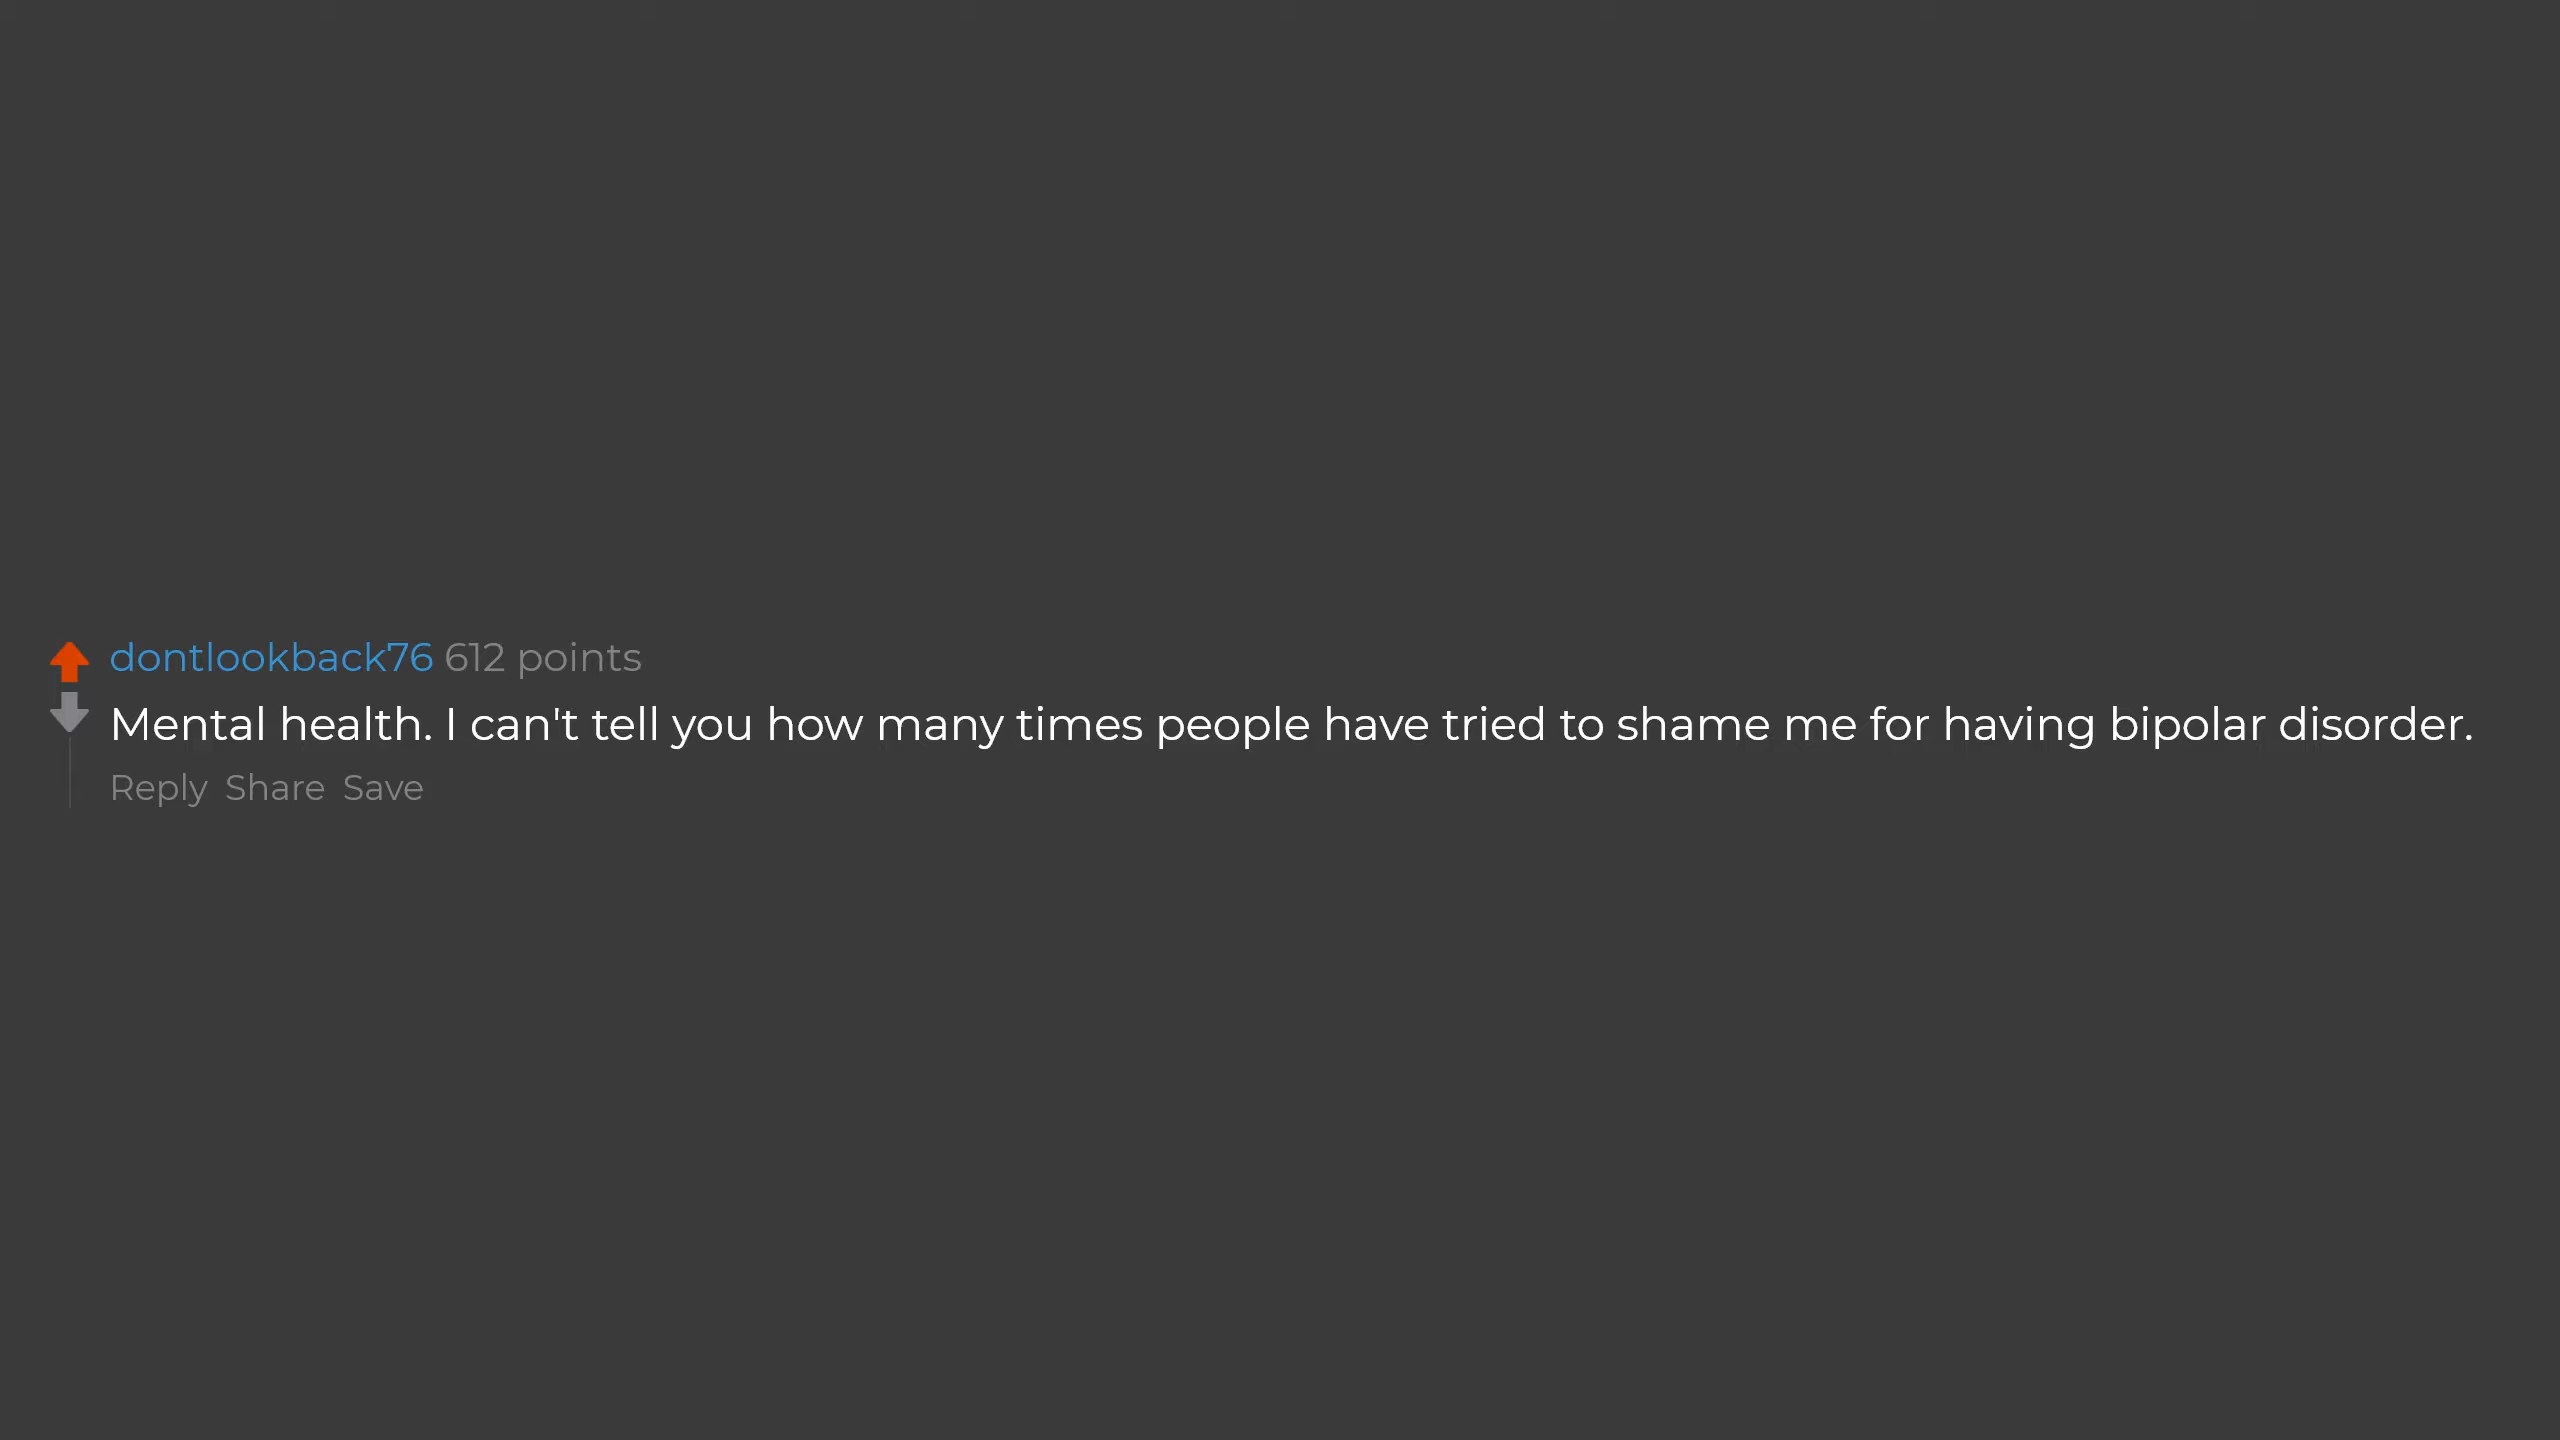 dontlookback76 612 points
Mental health. I can't tell you how many times people have tried to shame me for having bipolar disorder.
Reply Share Save